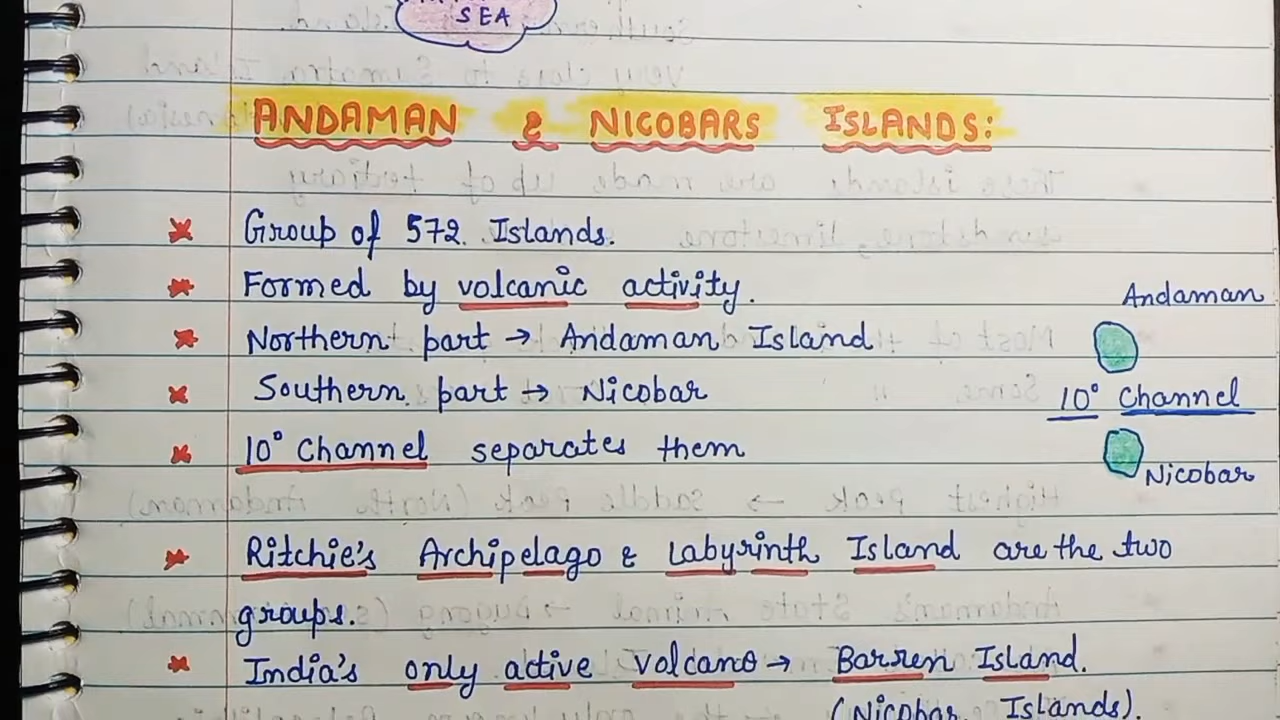 SEA
ANDAMAN & NICOBARS ISLANDS:
Group of 572. Islands.
Formed by volcanic activity.
Andaman
Northern part → Andaman Island
Southern. part → Nicobar
10° Channel
10° Channel separates them
Nicobar
Ritchie's Archipelago & Labyrinth Island are the two
groups.
India's only active volcano → Barren Island.
(Nicobar Islands).